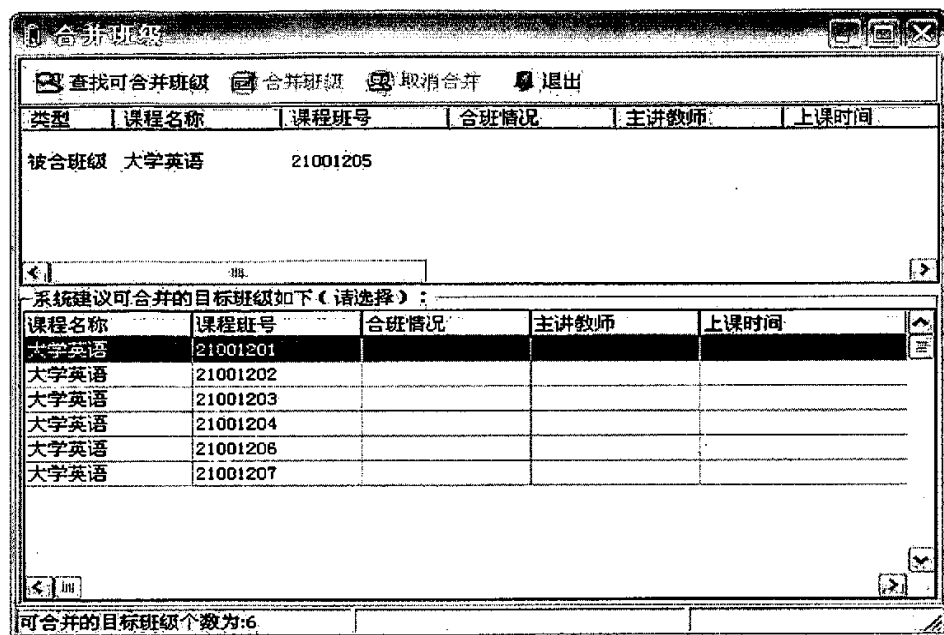 合并班级
查找可合并班级 合并班级 取消合并 退出
类型 课程名称 课程班号 合班情况 主讲教师 上课时间
被合班级 大学英语 21001205
系统建议可合并的目标班级如下(请选择):
课程名称 课程班号 合班情况 主讲教师 上课时间
大学英语 21001201
大学英语 21001202
大学英语 21001203
大学英语 21001204
大学英语 21001206
大学英语 21001207
可合并的目标班级个数为:6